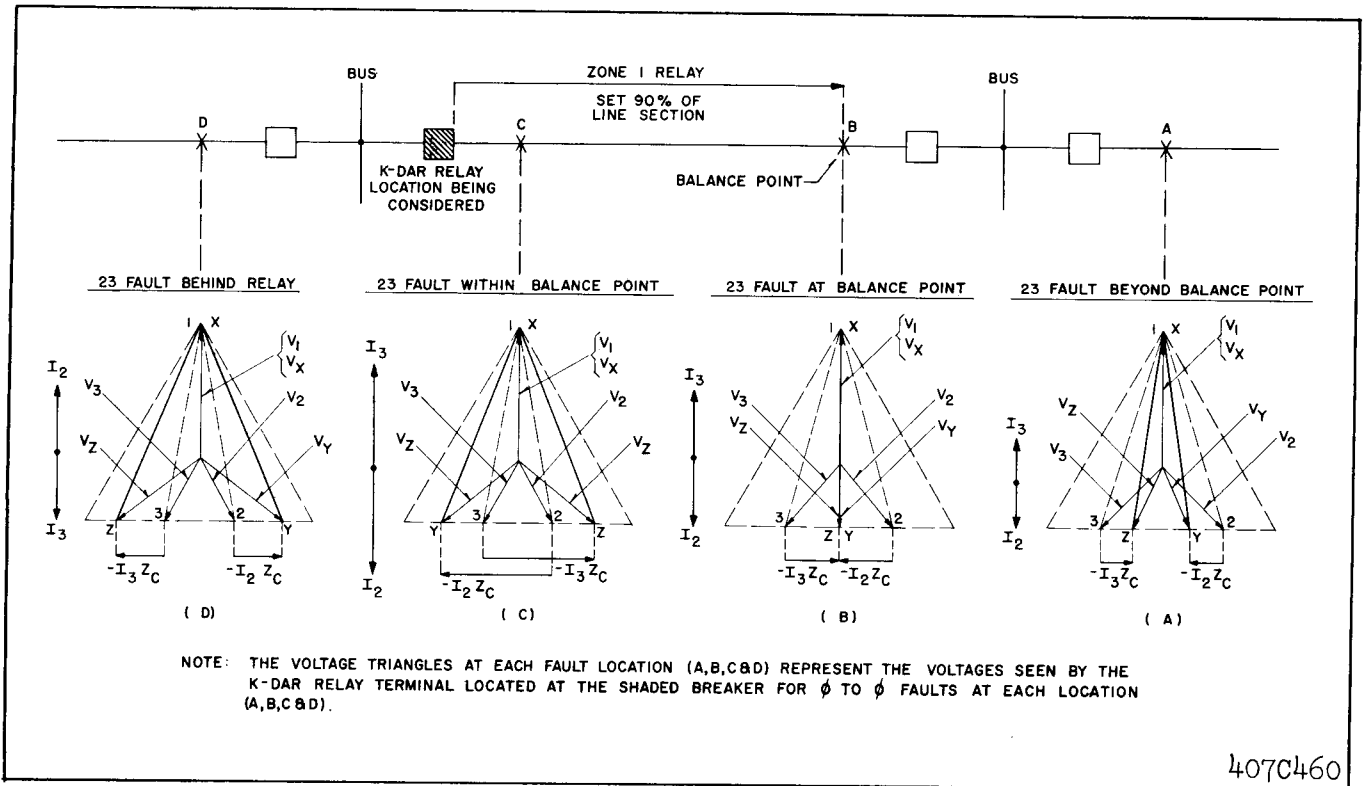 BUS
ZONE I RELAY
SET 90% OF
LINE SECTION
BUS
D
C
B
A
K-DAR RELAY
LOCATION BEING
CONSIDERED
BALANCE POINT
23 FAULT BEHIND RELAY
23 FAULT WITHIN BALANCE POINT
23 FAULT AT BALANCE POINT
23 FAULT BEYOND BALANCE POINT
1 X
V1
VX
I2
I3
V3
V2
VZ
VY
Z 3 2 Y
-I3 ZC
-I2 ZC
( D )
1 X
V1
VX
I3
I2
V3
V2
VZ
VZ
Y 3 2 Z
-I3 ZC
-I2 ZC
( C )
1 X
V1
VX
I3
I2
V3
V2
VZ
VY
3 Z Y 2
-I3 ZC
-I2 ZC
( B )
1 X
V1
VX
I3
I2
VZ
VY
V3
V2
3 Z Y 2
-I3 ZC
-I2 ZC
( A )
NOTE: THE VOLTAGE TRIANGLES AT EACH FAULT LOCATION (A,B,C&D) REPRESENT THE VOLTAGES SEEN BY THE
K-DAR RELAY TERMINAL LOCATED AT THE SHADED BREAKER FOR ∅ TO ∅ FAULTS AT EACH LOCATION
(A,B,C&D).
407C460